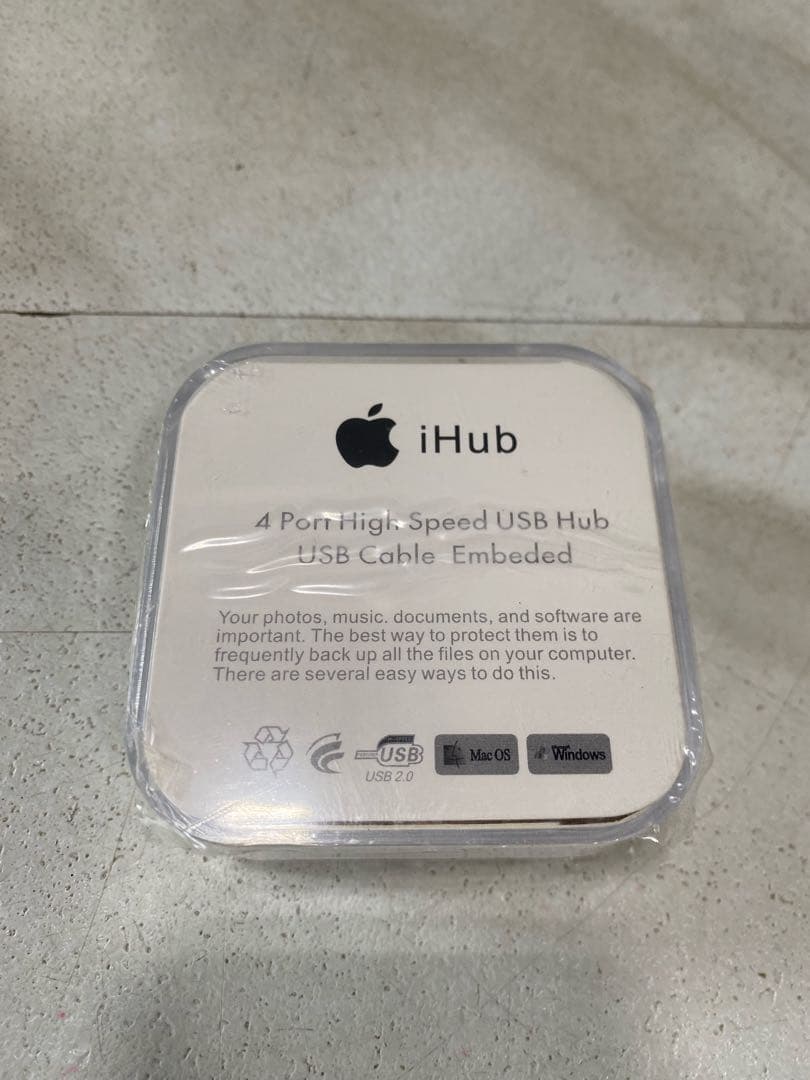 iHub
4 Port High Speed USB Hub
USB Cable Embeded
Your photos, music. documents, and software are
important. The best way to protect them is to
frequently back up all the files on your computer.
There are several easy ways to do this.
USB
USB 2.0
Mac OS
Windows